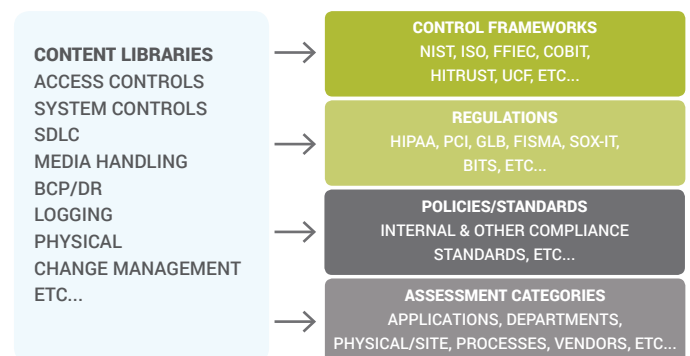 CONTENT LIBRARIES
ACCESS CONTROLS
SYSTEM CONTROLS
SDLC
MEDIA HANDLING
BCP/DR
LOGGING
PHYSICAL
CHANGE MANAGEMENT
ETC...
CONTROL FRAMEWORKS
NIST, ISO, FFIEC, COBIT,
HITRUST, UCF, ETC...
REGULATIONS
HIPAA, PCI, GLB, FISMA, SOX-IT,
BITS, ETC...
POLICIES/STANDARDS
INTERNAL & OTHER COMPLIANCE
STANDARDS, ETC...
ASSESSMENT CATEGORIES
APPLICATIONS, DEPARTMENTS,
PHYSICAL/SITE, PROCESSES, VENDORS, ETC...